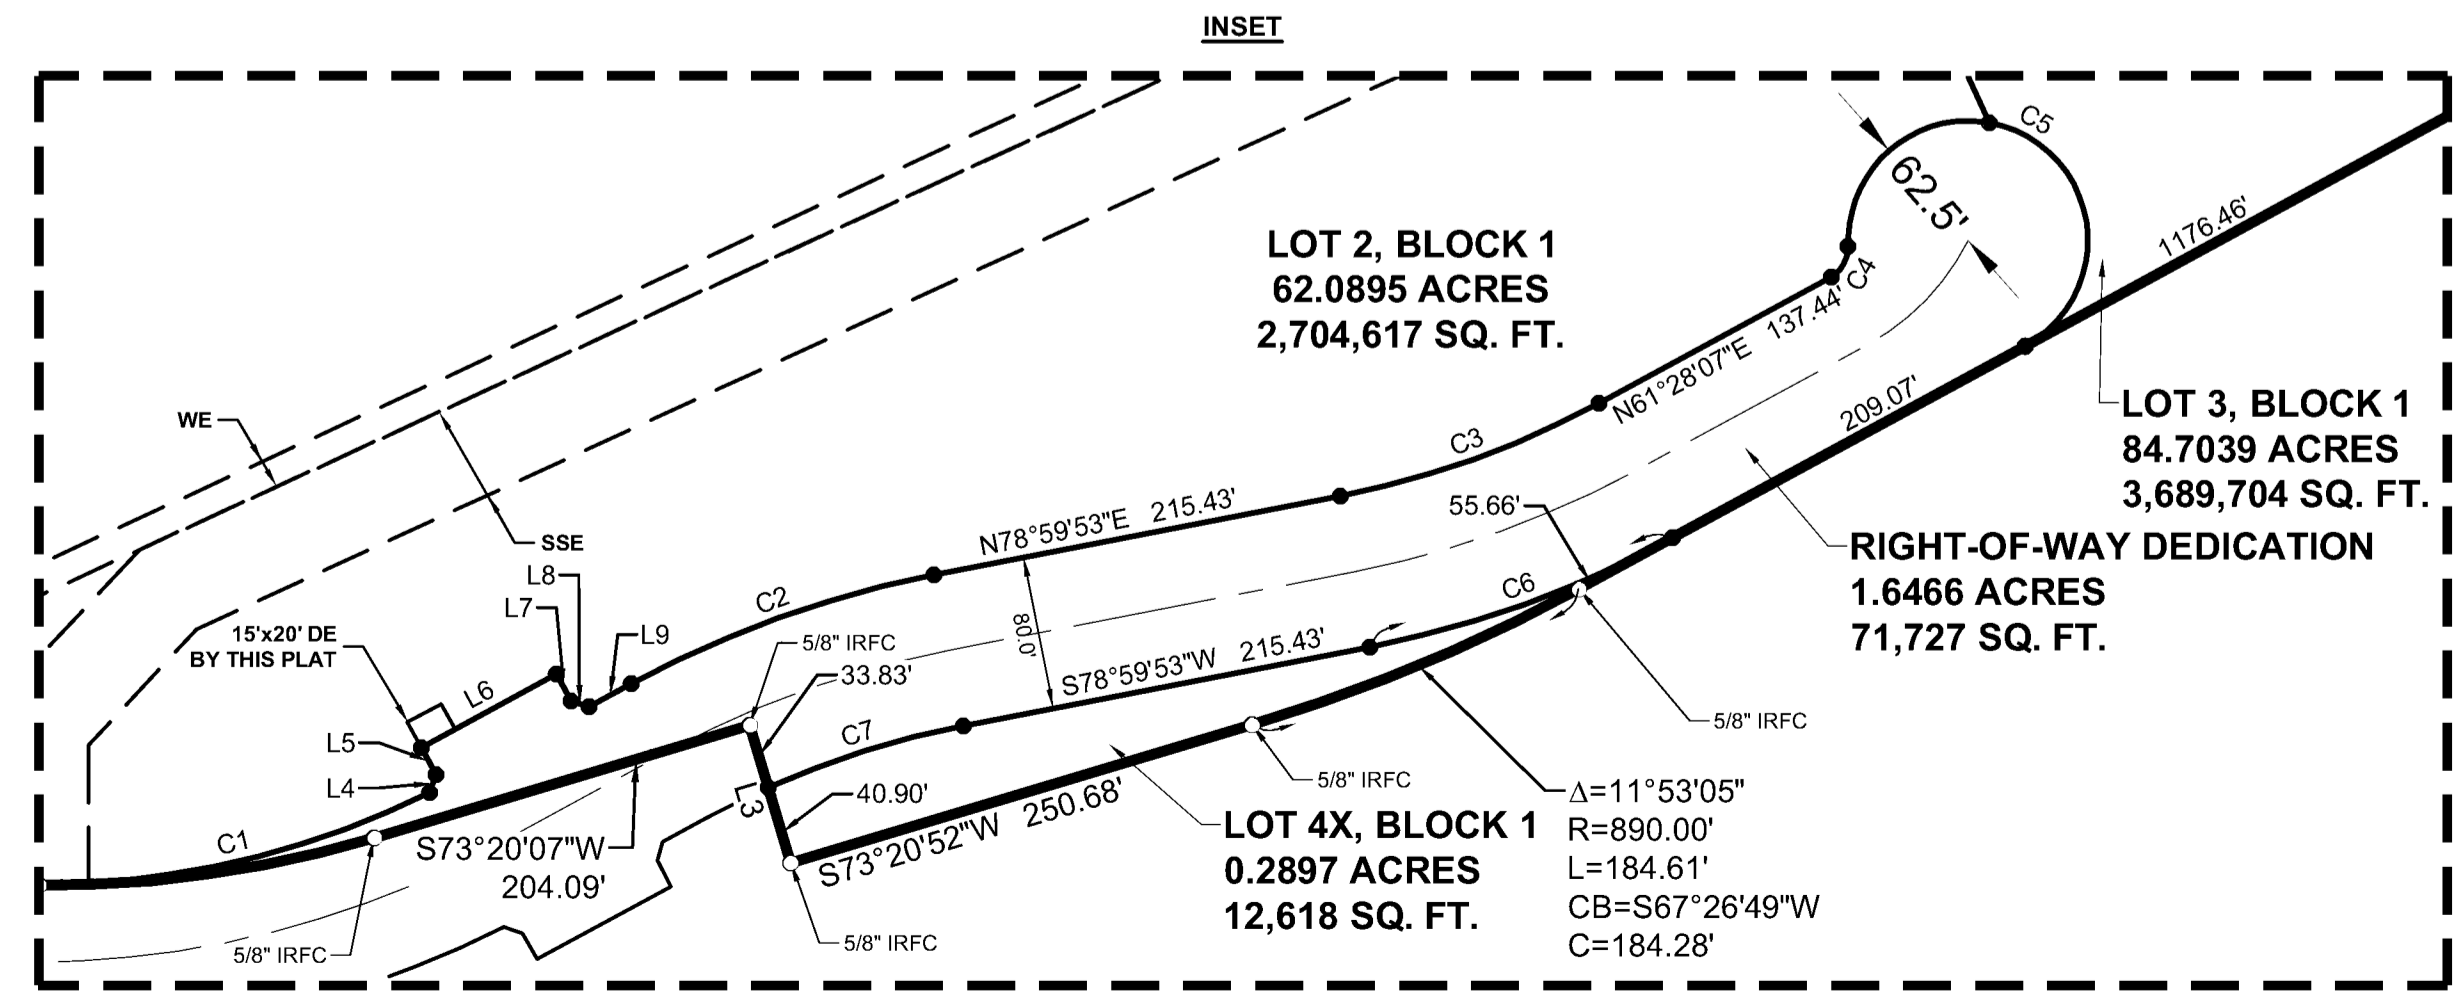 INSET
C5
62.5'
1176.46'
LOT 2, BLOCK 1
62.0895 ACRES
2,704,617 SQ. FT.
C4
N61°28'07"E 137.44'
WE
209.07'
LOT 3, BLOCK 1
84.7039 ACRES
3,689,704 SQ. FT.
C3
55.66'
SSE
N78°59'53"E 215.43'
RIGHT-OF-WAY DEDICATION
1.6466 ACRES
71,727 SQ. FT.
L8
L7
C2
C6
L9
15'x20' DE
BY THIS PLAT
80.0'
5/8" IRFC
33.83'
S78°59'53"W 215.43'
L6
5/8" IRFC
L5
C7
L4
L3
40.90'
5/8" IRFC
C1
S73°20'07"W
204.09'
S73°20'52"W 250.68'
LOT 4X, BLOCK 1
0.2897 ACRES
12,618 SQ. FT.
Δ=11°53'05"
R=890.00'
L=184.61'
CB=S67°26'49"W
C=184.28'
5/8" IRFC
5/8" IRFC